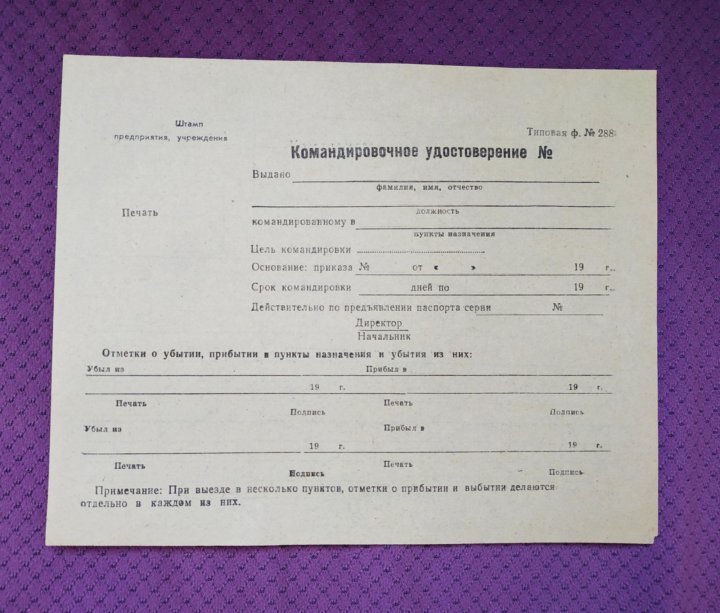 Штамп
предприятия, учреждения
Типовая ф. № 288
Командировочное удостоверение №
Выдано
фамилия, имя, отчество
Печать
должность
командированному в
пункты назначения
Цель командировки
Основание: приказа № от « » 19 г.
Срок командировки дней по 19 г.
Действительно по предъявлении паспорта серии №
Директор
Начальник
Отметки о убытии, прибытии в пункты назначения и убытия из них:
Убыл из Прибыл в
19 г. 19 г.
Печать Подпись Печать Подпись
Убыл из Прибыл в
19 г. 19 г.
Печать Подпись Печать Подпись
Примечание: При выезде в несколько пунктов, отметки о прибытии и выбытии делаются
отдельно в каждом из них.